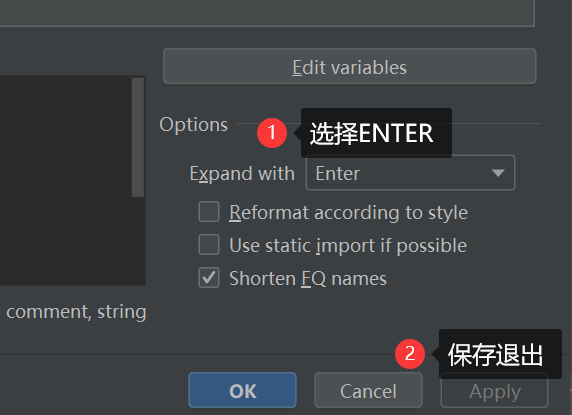 Edit variables
Options
1 选择ENTER
Expand with Enter
Reformat according to style
Use static import if possible
Shorten FQ names
comment, string
2 保存退出
OK Cancel Apply